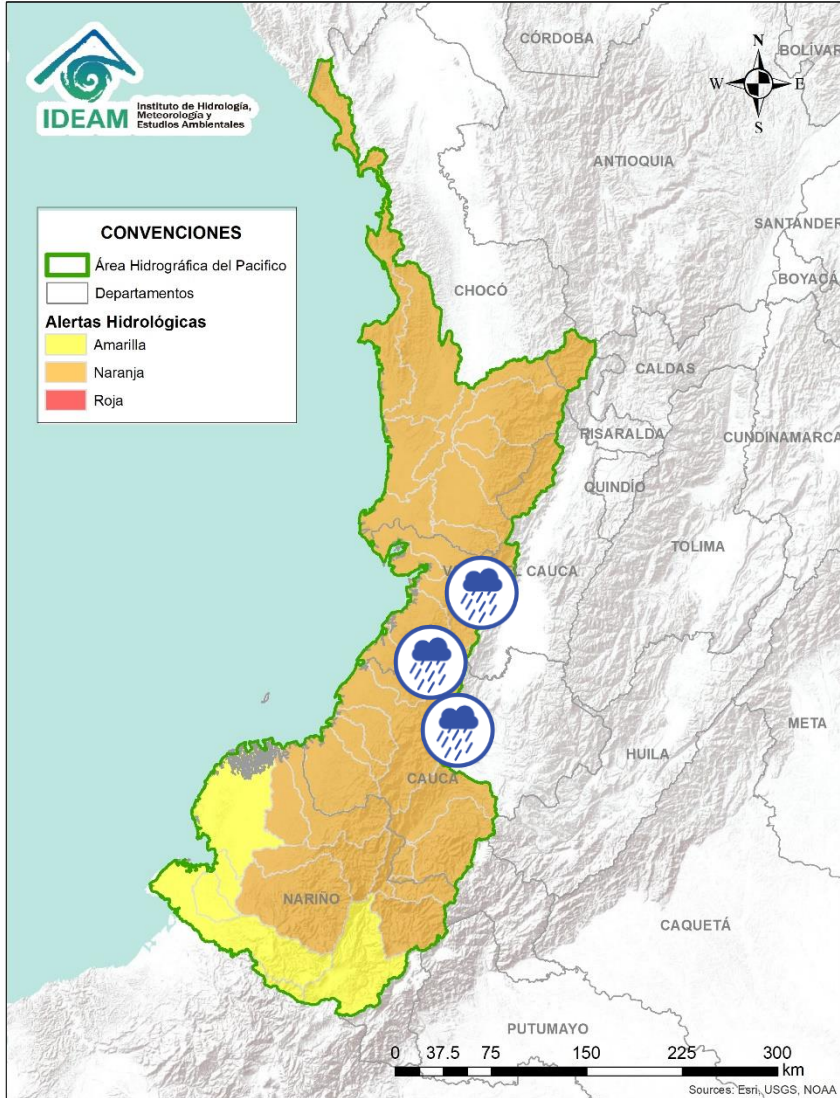 IDEAM
Instituto de Hidrología,
Meteorología y
Estudios Ambientales
CÓRDOBA
BOLÍVAR
N
W
E
S
ANTIOQUIA
SANTANDER
BOYACÁ
CONVENCIONES
Área Hidrográfica del Pacifico
Departamentos
Alertas Hidrológicas
Amarilla
Naranja
Roja
CHOCÓ
CALDAS
RISARALDA
CUNDINAMARCA
QUINDÍO
TOLIMA
CAUCA
META
HUILA
CAUCA
NARIÑO
CAQUETÁ
PUTUMAYO
0 37.5 75 150 225 300
km
Sources: Esri, USGS, NOAA